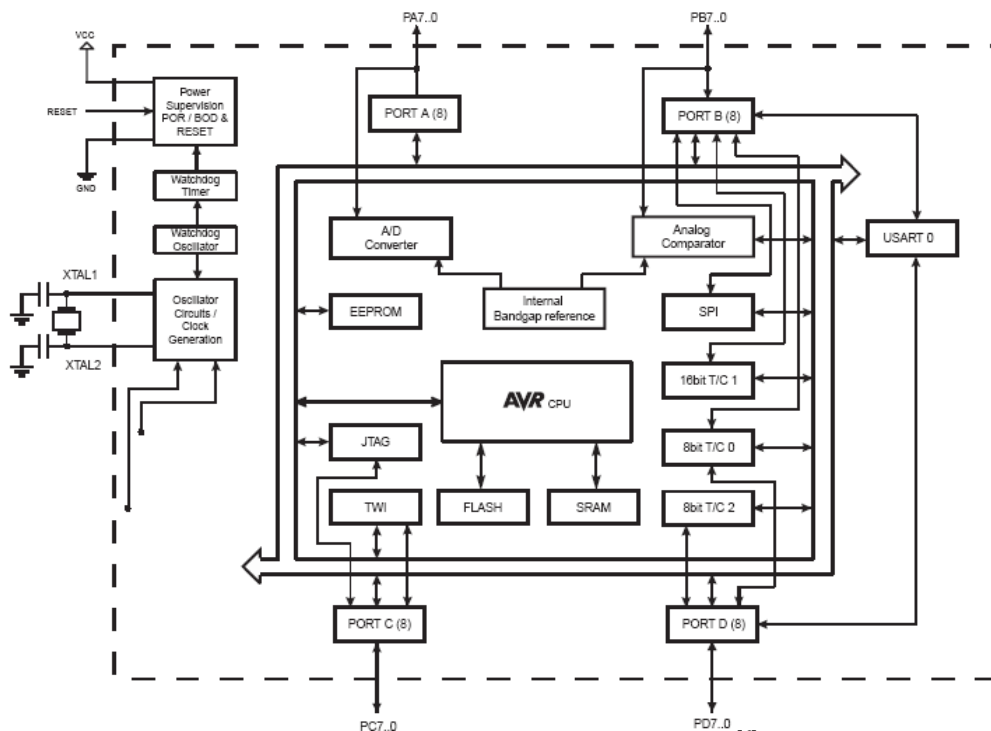 PA7..0
PB7..0
VCC
RESET
GND
Power
Supervision
POR / BOD &
RESET
PORT A (8)
PORT B (8)
Watchdog
Timer
Watchdog
Oscillator
A/D
Converter
Analog
Comparator
USART 0
XTAL1
XTAL2
Oscillator
Circuits /
Clock
Generation
EEPROM
Internal
Bandgap reference
SPI
16bit T/C 1
AVR CPU
JTAG
8bit T/C 0
TWI
FLASH
SRAM
8bit T/C 2
PORT C (8)
PORT D (8)
PC7..0
PD7..0